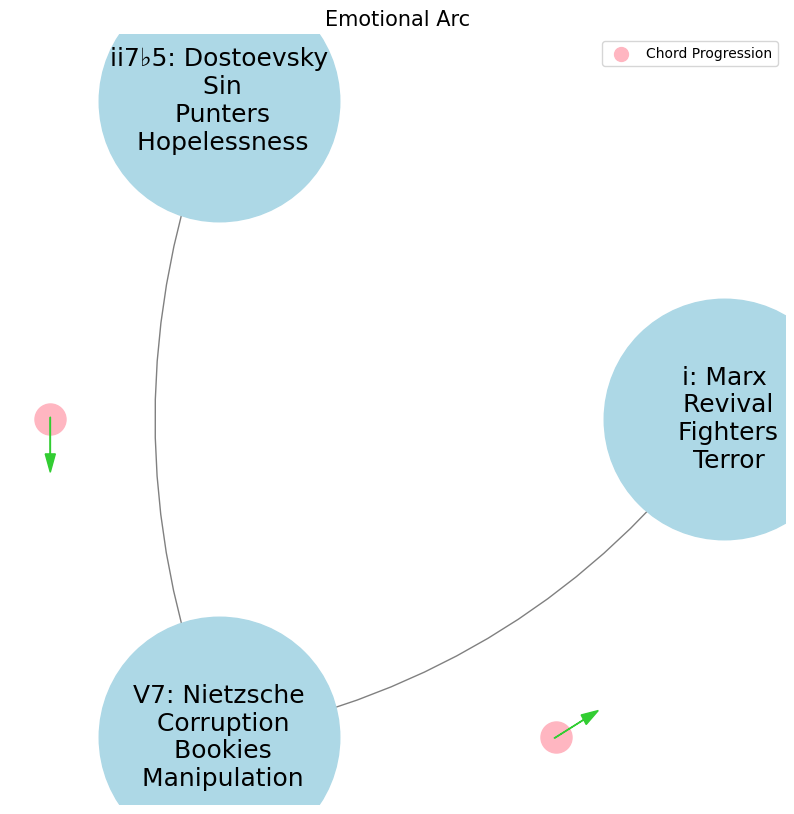 Emotional Arc
Chord Progression
ii7♭5: Dostoevsky
Sin
Punters
Hopelessness
i: Marx
Revival
Fighters
Terror
V7: Nietzsche
Corruption
Bookies
Manipulation